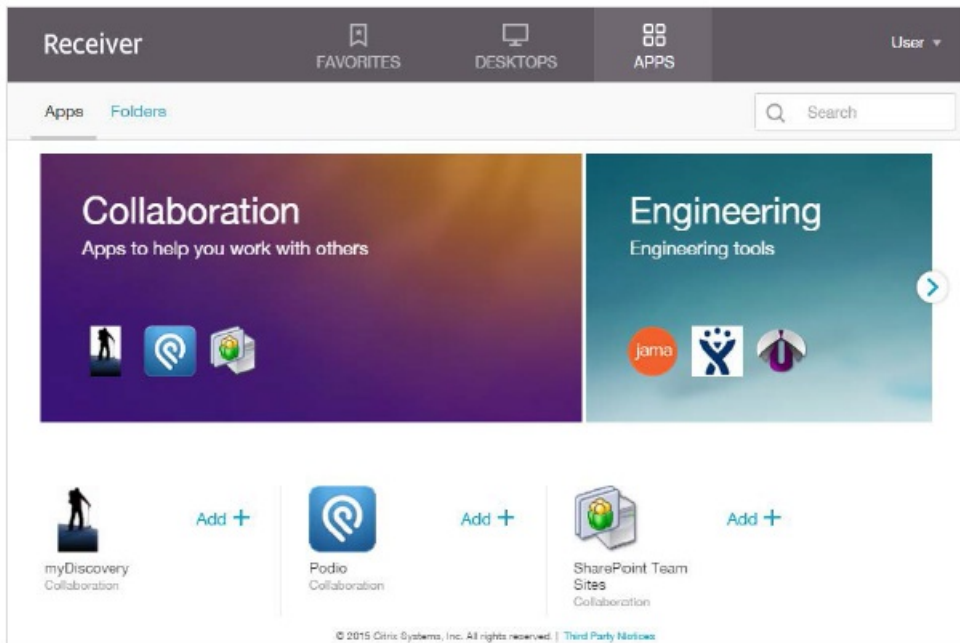 Receiver
FAVORITES
DESKTOPS
APPS
User
Apps
Folders
Search
Collaboration
Apps to help you work with others
Engineering
Engineering tools
jama
Add +
Add +
Add +
myDiscovery
Collaboration
Podio
Collaboration
SharePoint Team
Sites
Collaboration
© 2015 Citrix Systems, Inc. All rights reserved. | Third Party Notices